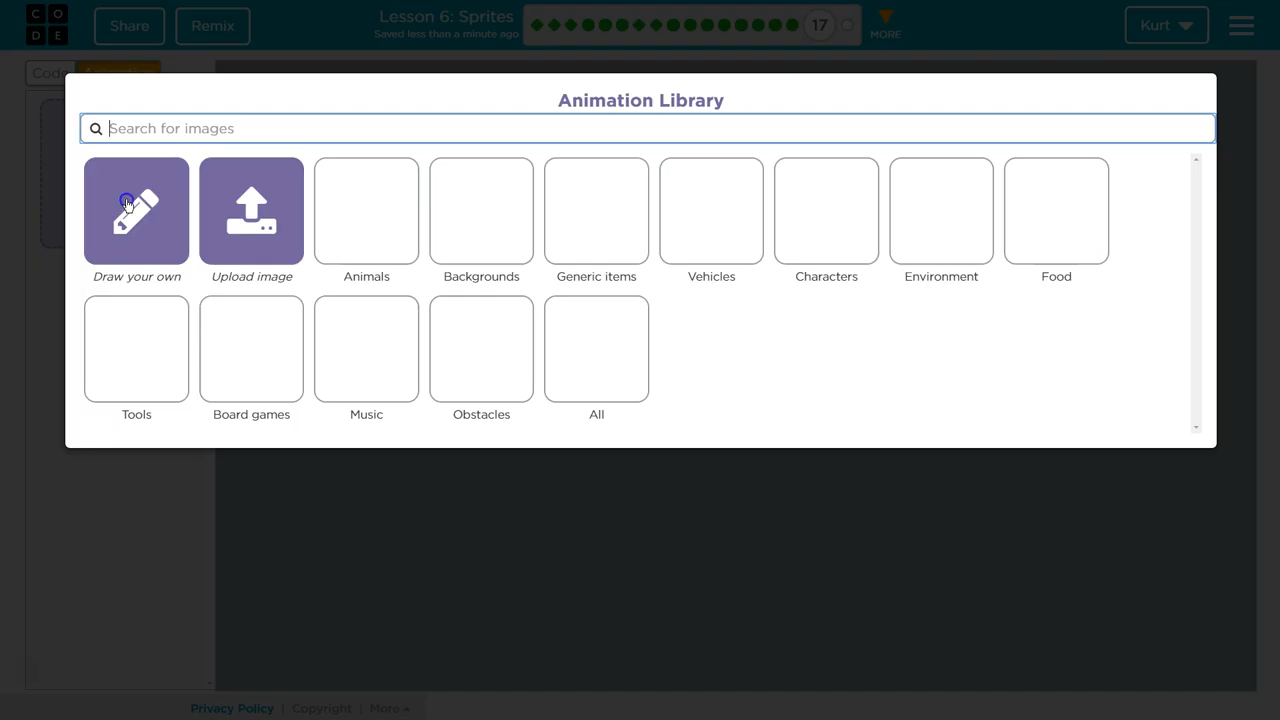 C O
D E
Share
Remix
Lesson 6: Sprites
Saved less than a minute ago
17
MORE
Kurt
Code
Animation Library
Search for images
Draw your own
Upload image
Animals
Backgrounds
Generic items
Vehicles
Characters
Environment
Food
Tools
Board games
Music
Obstacles
All
Privacy Policy | Copyright | More